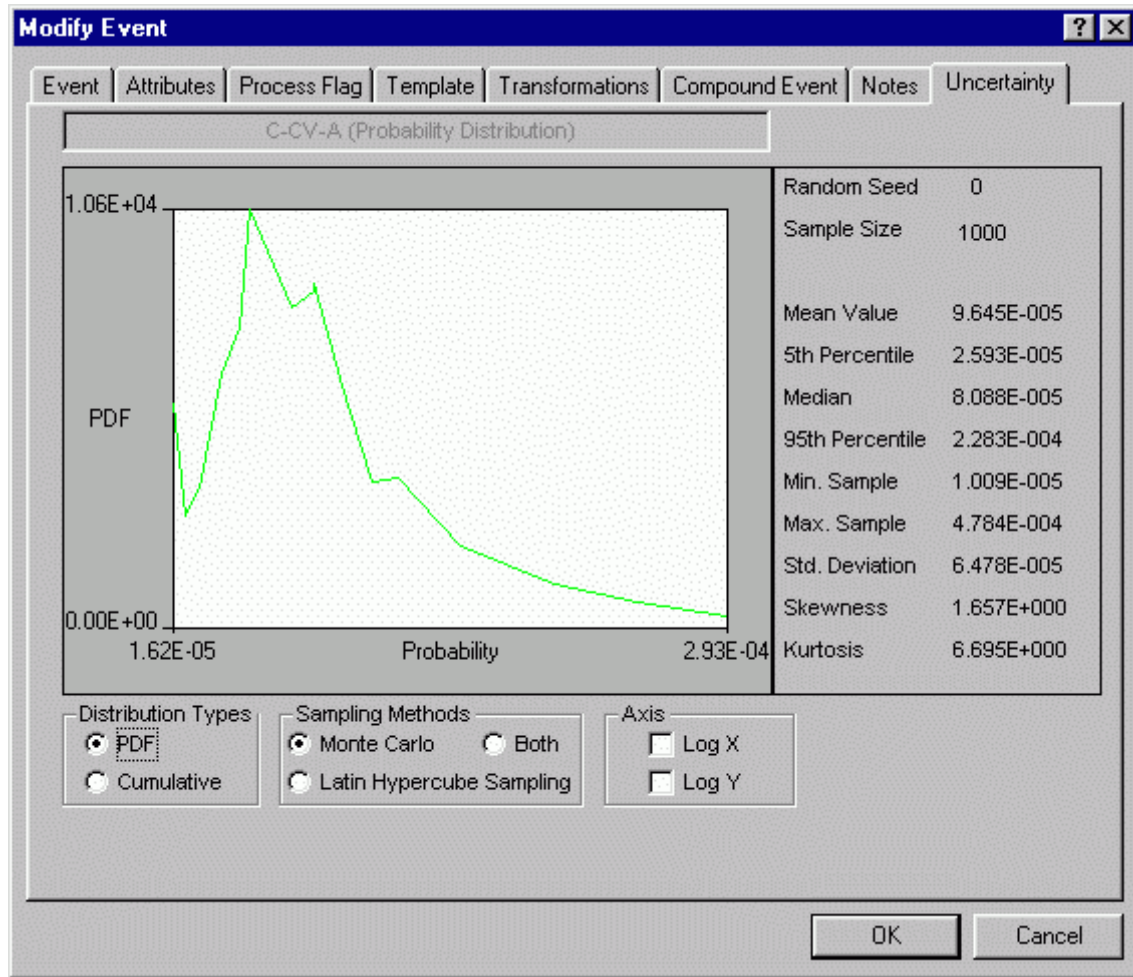 Modify Event
Event Attributes Process Flag Template Transformations Compound Event Notes Uncertainty
C-CV-A (Probability Distribution)
1.06E+04
PDF
0.00E+00
1.62E-05 Probability 2.93E-04
Random Seed 0
Sample Size 1000
Mean Value 9.645E-005
5th Percentile 2.593E-005
Median 8.088E-005
95th Percentile 2.283E-004
Min. Sample 1.009E-005
Max. Sample 4.784E-004
Std. Deviation 6.478E-005
Skewness 1.657E+000
Kurtosis 6.695E+000
Distribution Types Sampling Methods Axis
PDF Monte Carlo Both Log X
Cumulative Latin Hypercube Sampling Log Y
OK Cancel